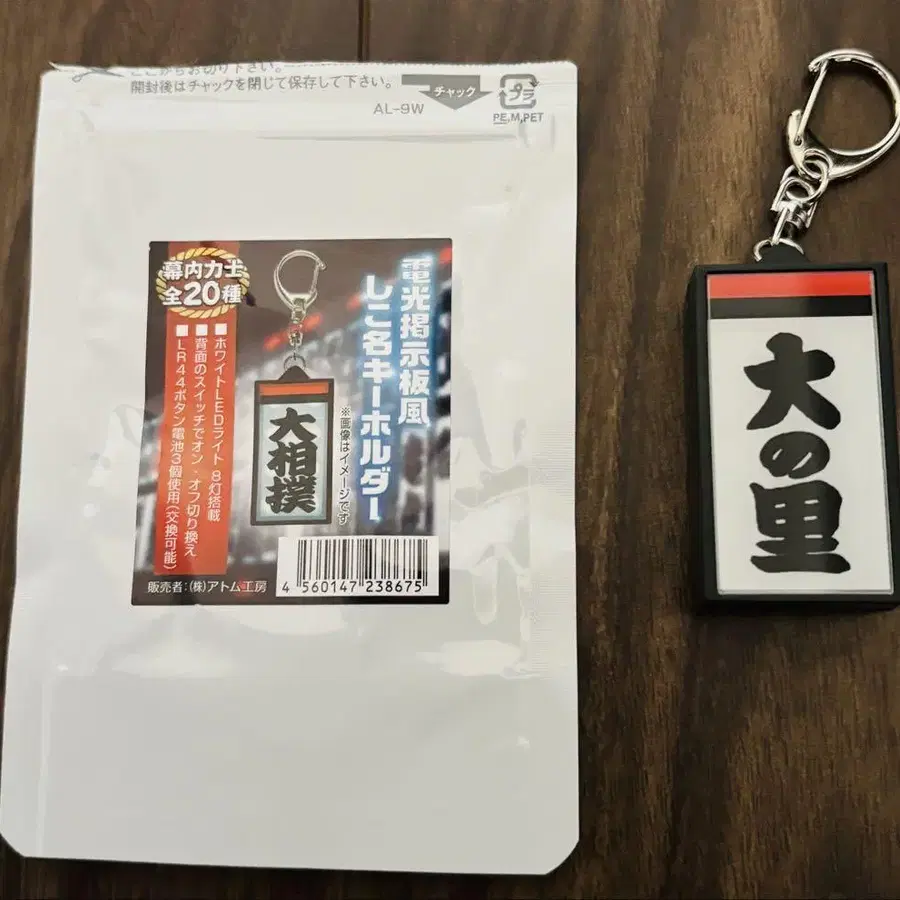 ここからお切り下さい。
開封後はチャックを閉じて保存して下さい。
チャック
プラ
AL-9W
PE,M,PET
幕内力士
全20種
電光掲示板風
しこ名キーホルダー
※画像はイメージです
大相撲
■ホワイトLEDライト 8灯搭載
■背面のスイッチでオン・オフ切り換え
■LR44ボタン電池3個使用(交換可能)
販売者:(株)アトム工房
4 560147 238675
大の里